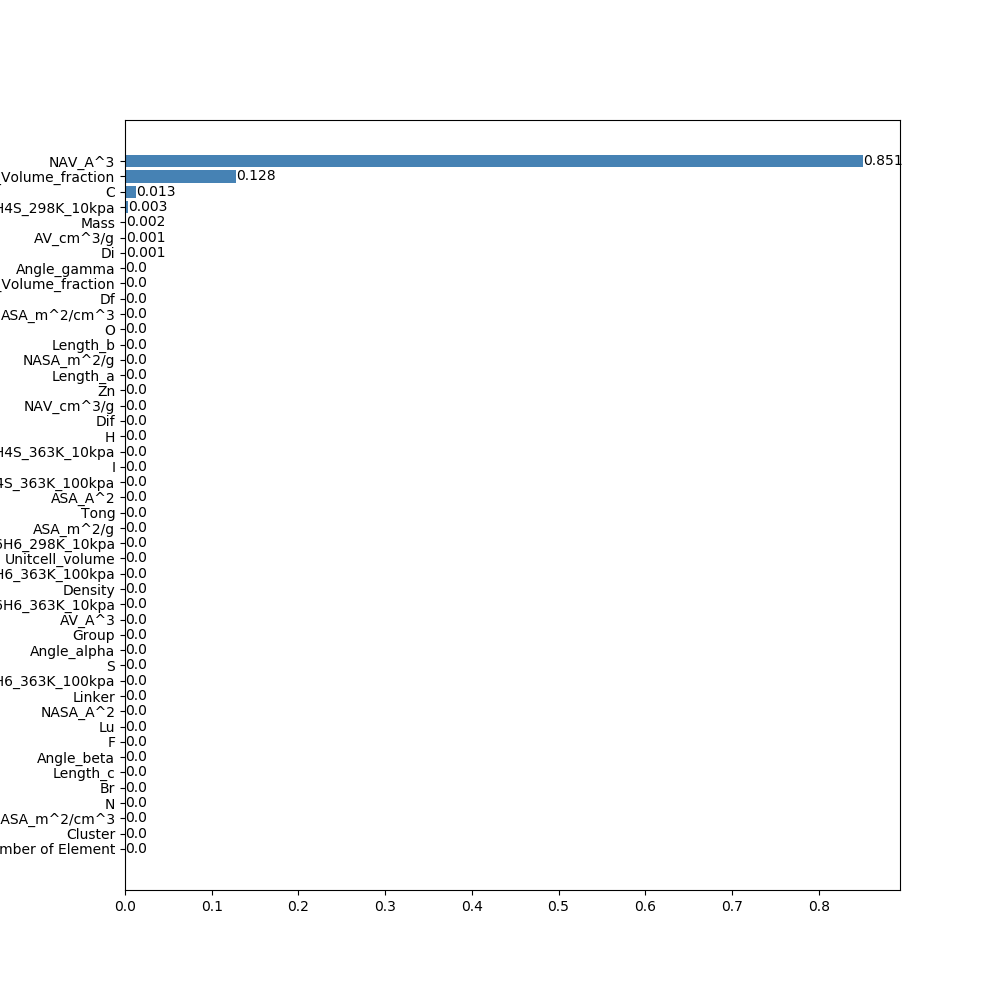 NAV_A^3 0.851
_Volume_fraction 0.128
C 0.013
H4S_298K_10kpa 0.003
Mass 0.002
AV_cm^3/g 0.001
Di 0.001
Angle_gamma 0.0
_Volume_fraction 0.0
Df 0.0
ASA_m^2/cm^3 0.0
O 0.0
Length_b 0.0
NASA_m^2/g 0.0
Length_a 0.0
Zn 0.0
NAV_cm^3/g 0.0
Dif 0.0
H 0.0
H4S_363K_10kpa 0.0
I 0.0
4S_363K_100kpa 0.0
ASA_A^2 0.0
Tong 0.0
ASA_m^2/g 0.0
6H6_298K_10kpa 0.0
Unitcell_volume 0.0
H6_363K_100kpa 0.0
Density 0.0
6H6_363K_10kpa 0.0
AV_A^3 0.0
Group 0.0
Angle_alpha 0.0
S 0.0
H6_363K_100kpa 0.0
Linker 0.0
NASA_A^2 0.0
Lu 0.0
F 0.0
Angle_beta 0.0
Length_c 0.0
Br 0.0
N 0.0
ASA_m^2/cm^3 0.0
Cluster 0.0
mber of Element 0.0
0.0 0.1 0.2 0.3 0.4 0.5 0.6 0.7 0.8